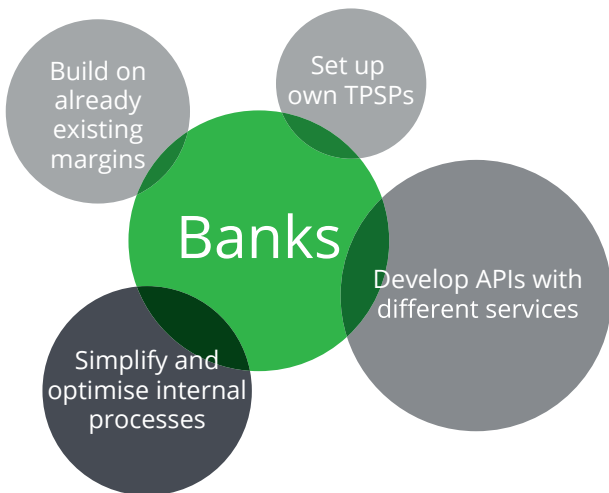 Build on
already
existing
margins
Set up
own TPSPs
Banks
Develop APIs with
different services
Simplify and
optimise internal
processes